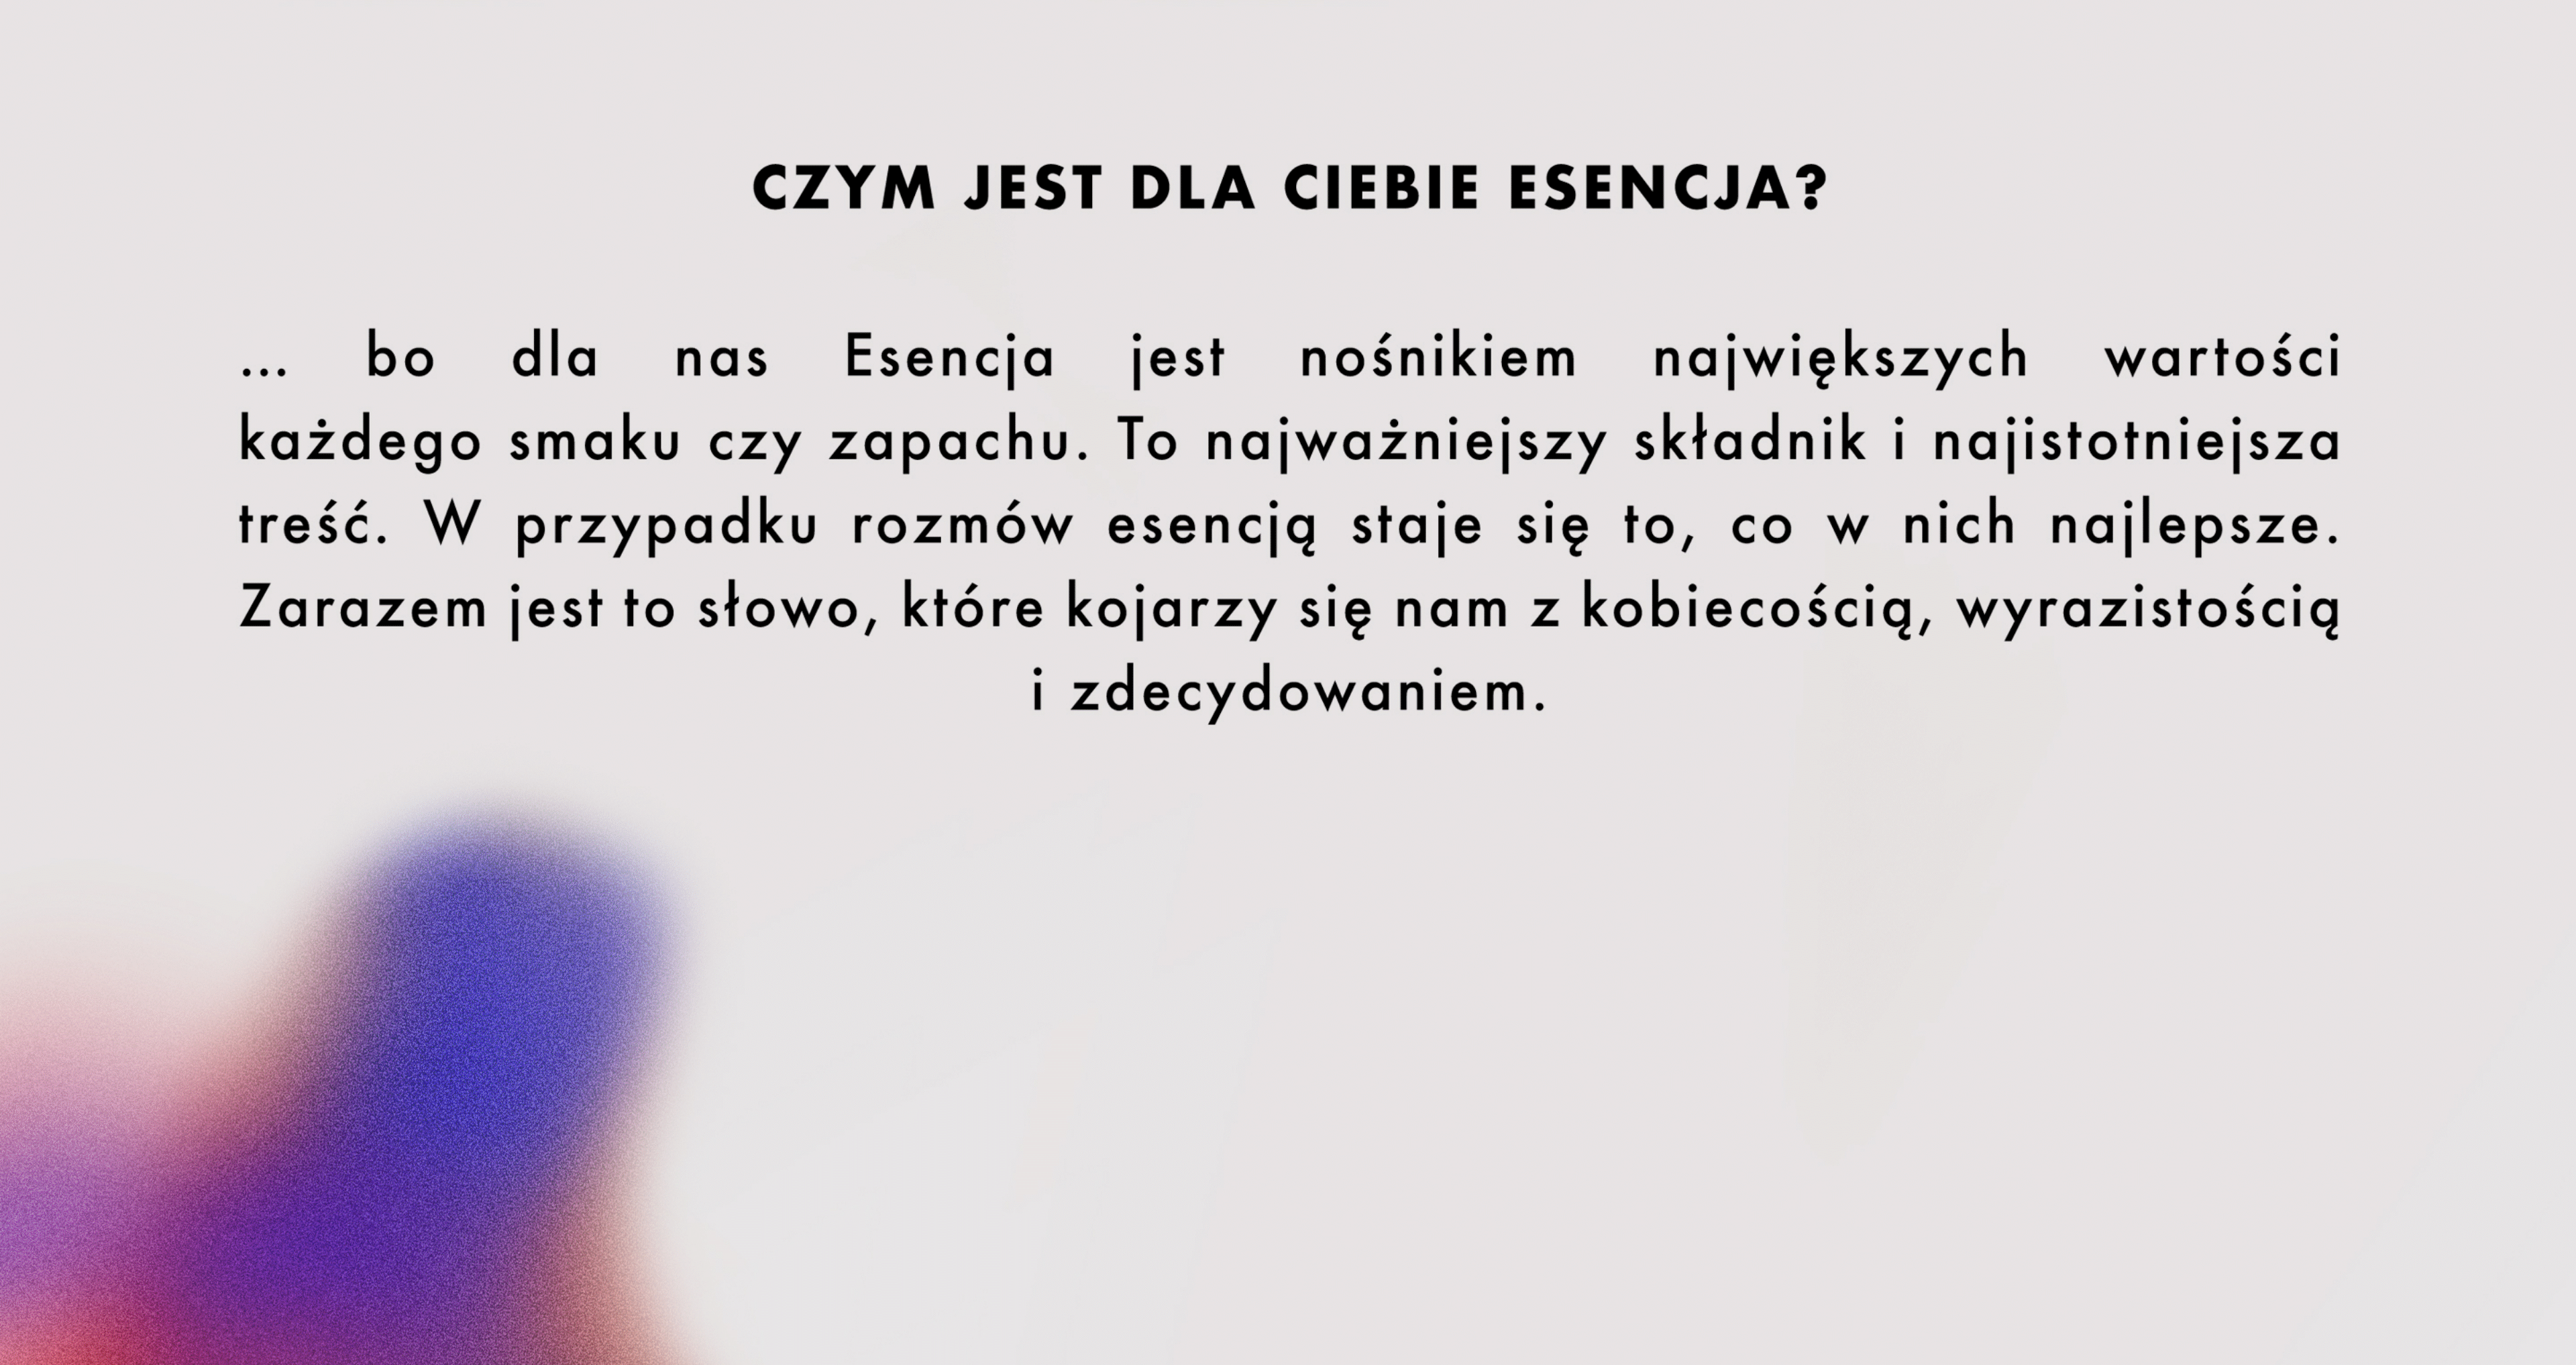 CZYM JEST DLA CIEBIE ESENCJA?
... bo dla nas Esencja jest nośnikiem największych wartości
każdego smaku czy zapachu. To najważniejszy składnik i najistotniejsza
treść. W przypadku rozmów esencją staje się to, co w nich najlepsze.
Zarazem jest to słowo, które kojarzy się nam z kobiecością, wyrazistością
i zdecydowaniem.